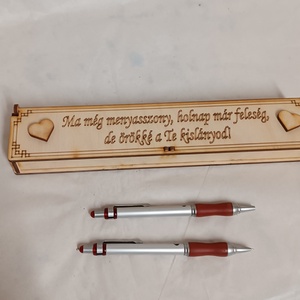 Ma még menyasszony, holnap már feleség,
de örökké a Te kislányod!